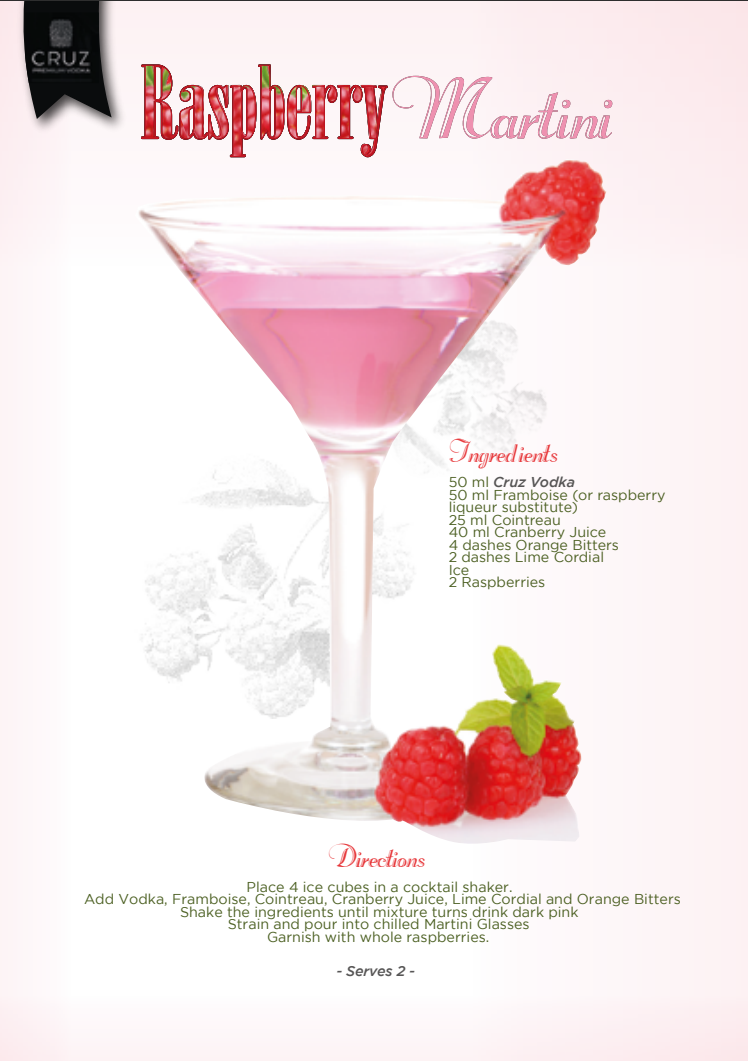 CRUZ
PREMIUM VODKA
Raspberry Martini
Ingredients
50 ml Cruz Vodka
50 ml Framboise (or raspberry
liqueur substitute)
25 ml Cointreau
40 ml Cranberry Juice
4 dashes Orange Bitters
2 dashes Lime Cordial
Ice
2 Raspberries
Directions
Place 4 ice cubes in a cocktail shaker.
Add Vodka, Framboise, Cointreau, Cranberry Juice, Lime Cordial and Orange Bitters
Shake the ingredients until mixture turns drink dark pink
Strain and pour into chilled Martini Glasses
Garnish with whole raspberries.
- Serves 2 -